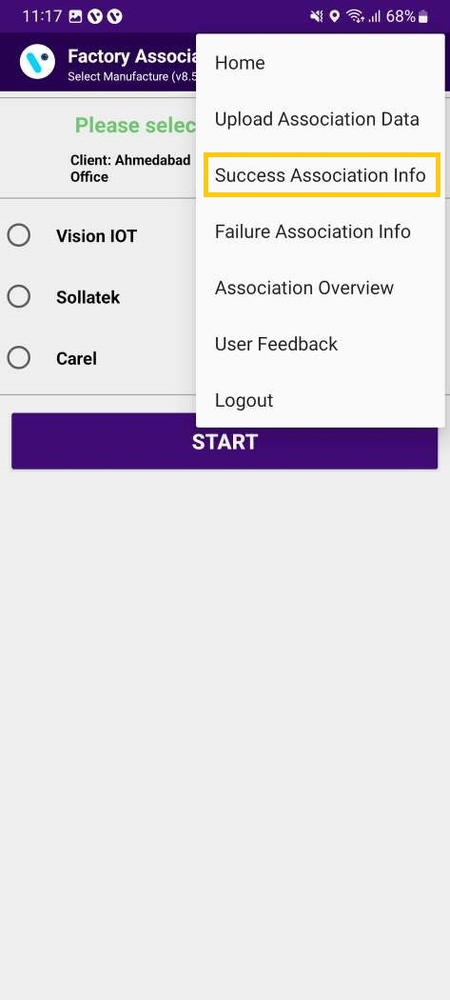 11:17 68%
Factory Associa
Select Manufacture (v8.5
Home
Upload Association Data
Success Association Info
Failure Association Info
Association Overview
User Feedback
Logout
Please selec
Client: Ahmedabad
Office
Vision IOT
Sollatek
Carel
START